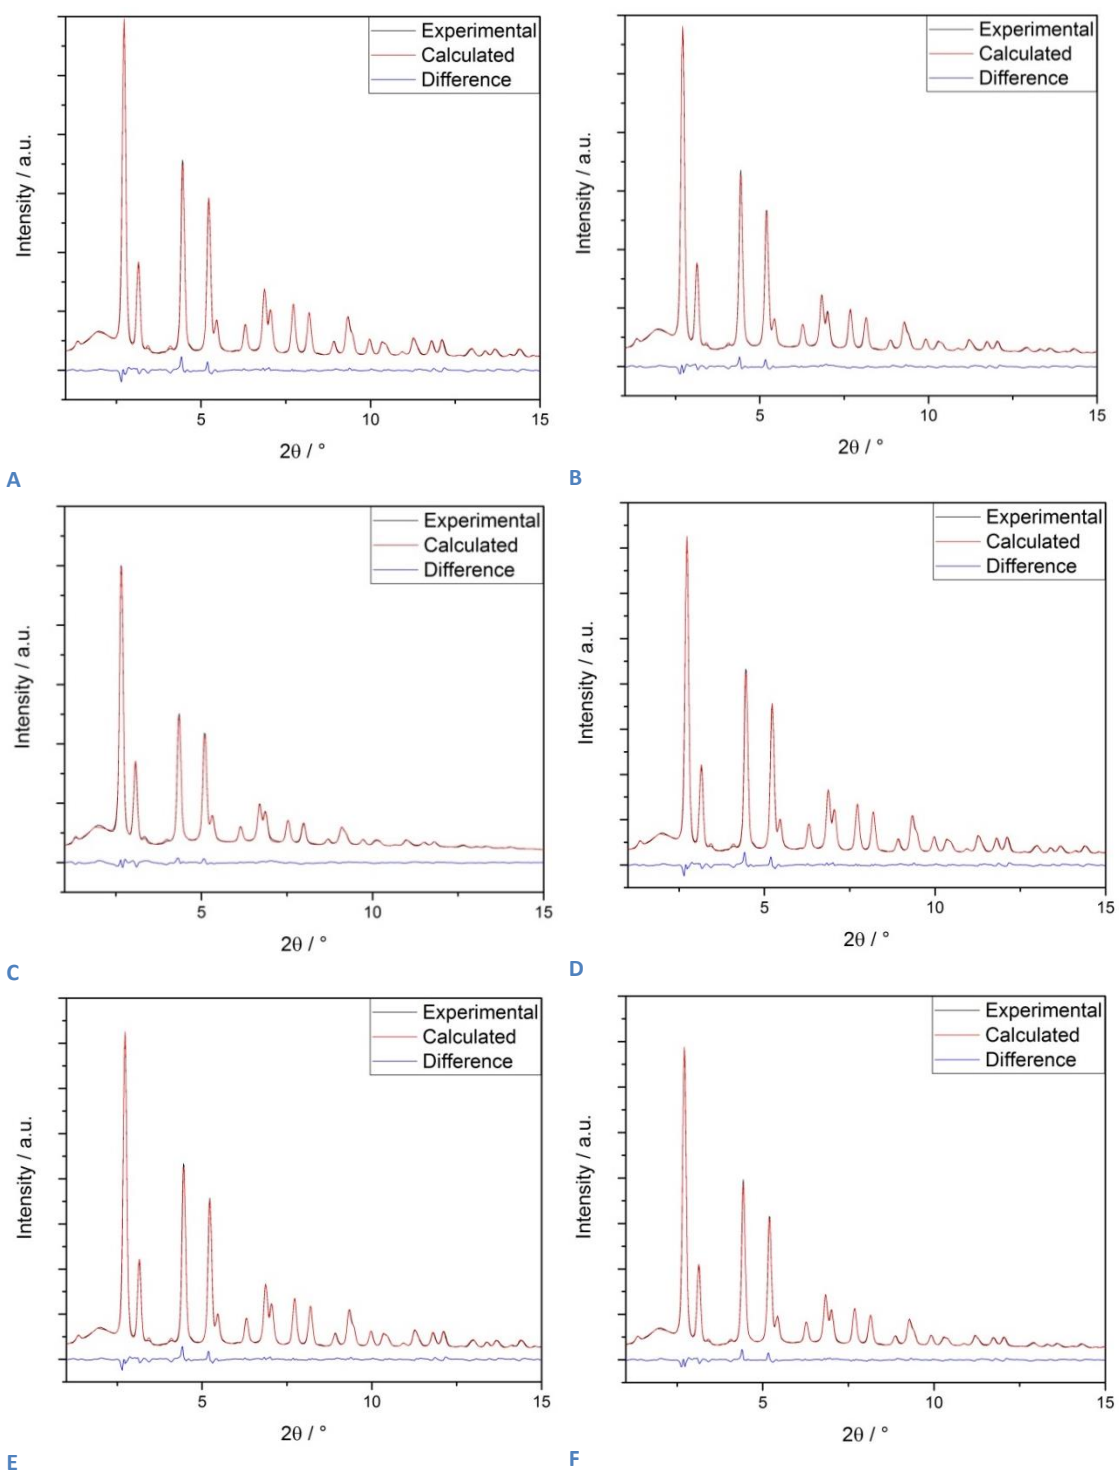 Experimental
Calculated
Difference
Intensity / a.u.
5
10
15
2θ / °
A
Experimental
Calculated
Difference
Intensity / a.u.
5
10
15
2θ / °
B
Experimental
Calculated
Difference
Intensity / a.u.
5
10
15
2θ / °
C
Experimental
Calculated
Difference
Intensity / a.u.
5
10
15
2θ / °
D
Experimental
Calculated
Difference
Intensity / a.u.
5
10
15
2θ / °
E
Experimental
Calculated
Difference
Intensity / a.u.
5
10
15
2θ / °
F